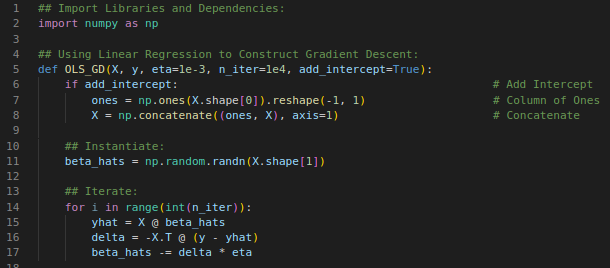 1 ## Import Libraries and Dependencies:
2 import numpy as np
3
4 ## Using Linear Regression to Construct Gradient Descent:
5 def OLS_GD(X, y, eta=1e-3, n_iter=1e4, add_intercept=True):
6 if add_intercept: # Add Intercept
7 ones = np.ones(X.shape[0]).reshape(-1, 1) # Column of Ones
8 X = np.concatenate((ones, X), axis=1) # Concatenate
9
10 ## Instantiate:
11 beta_hats = np.random.randn(X.shape[1])
12
13 ## Iterate:
14 for i in range(int(n_iter)):
15 yhat = X @ beta_hats
16 delta = -X.T @ (y - yhat)
17 beta_hats -= delta * eta
18